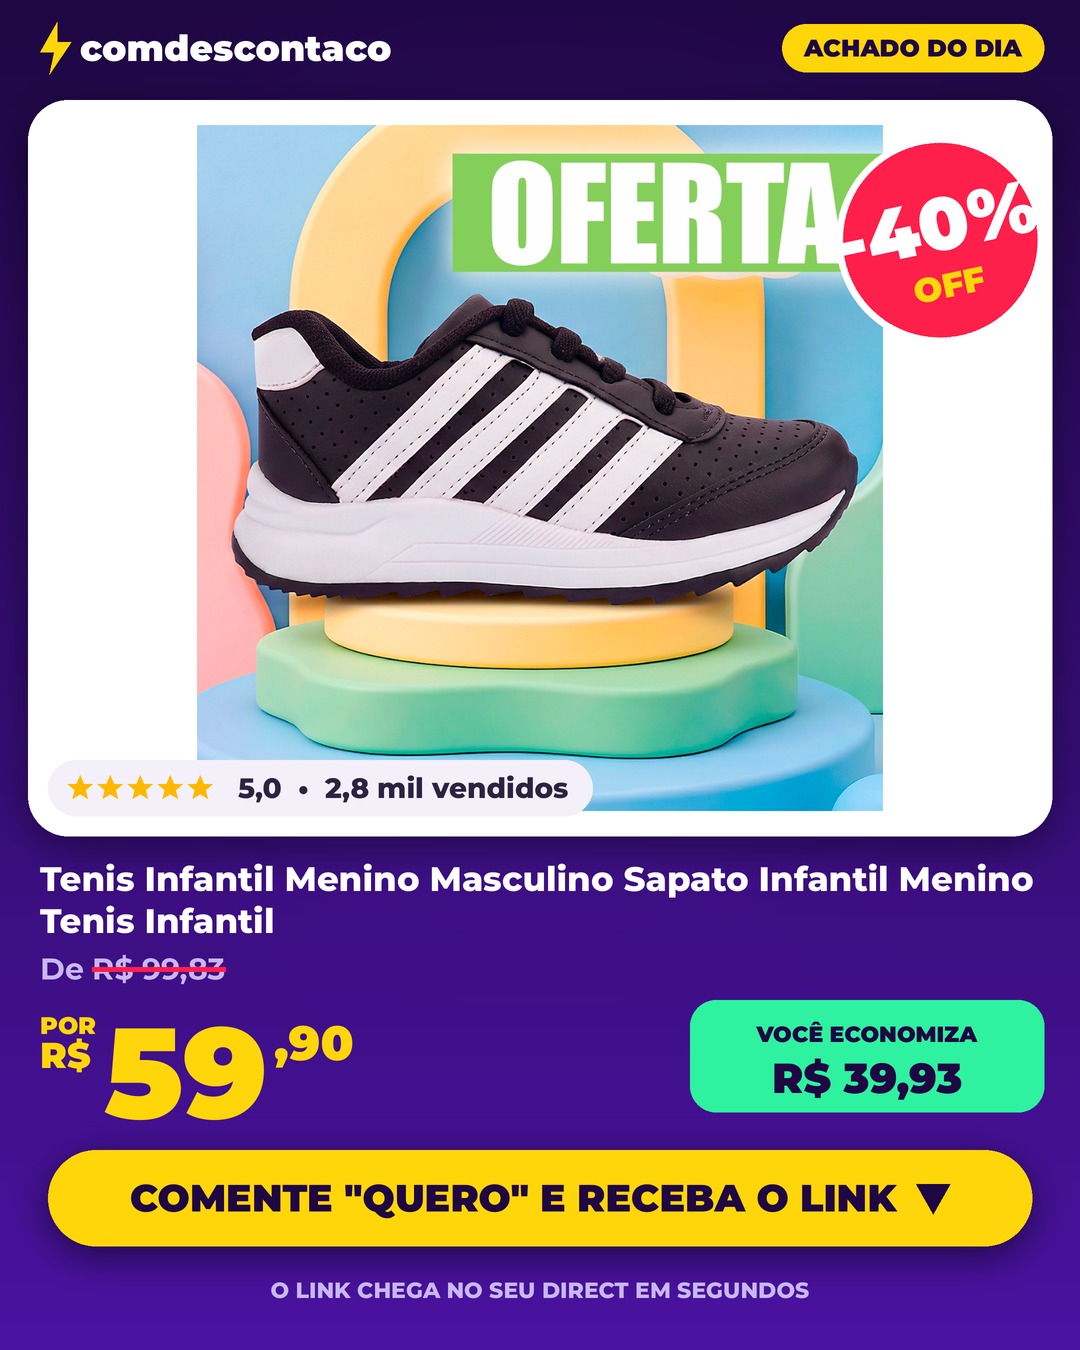 comdescontaco
ACHADO DO DIA
OFERTA
-40%
OFF
5,0 • 2,8 mil vendidos
Tenis Infantil Menino Masculino Sapato Infantil Menino
Tenis Infantil
De R$ 99,83
POR
R$ 59,90
VOCÊ ECONOMIZA
R$ 39,93
COMENTE "QUERO" E RECEBA O LINK ▼
O LINK CHEGA NO SEU DIRECT EM SEGUNDOS